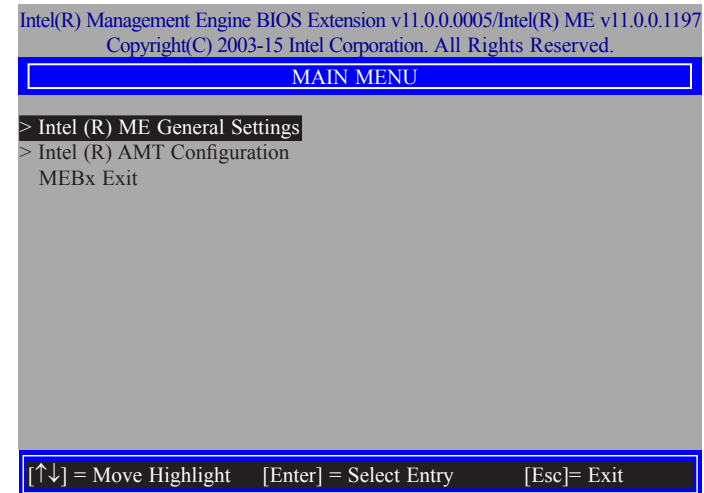 Intel(R) Management Engine BIOS Extension v11.0.0.0005/Intel(R) ME v11.0.0.1197
Copyright(C) 2003-15 Intel Corporation. All Rights Reserved.
MAIN MENU
> Intel (R) ME General Settings
> Intel (R) AMT Configuration
MEBx Exit
[↑↓] = Move Highlight [Enter] = Select Entry [Esc]= Exit